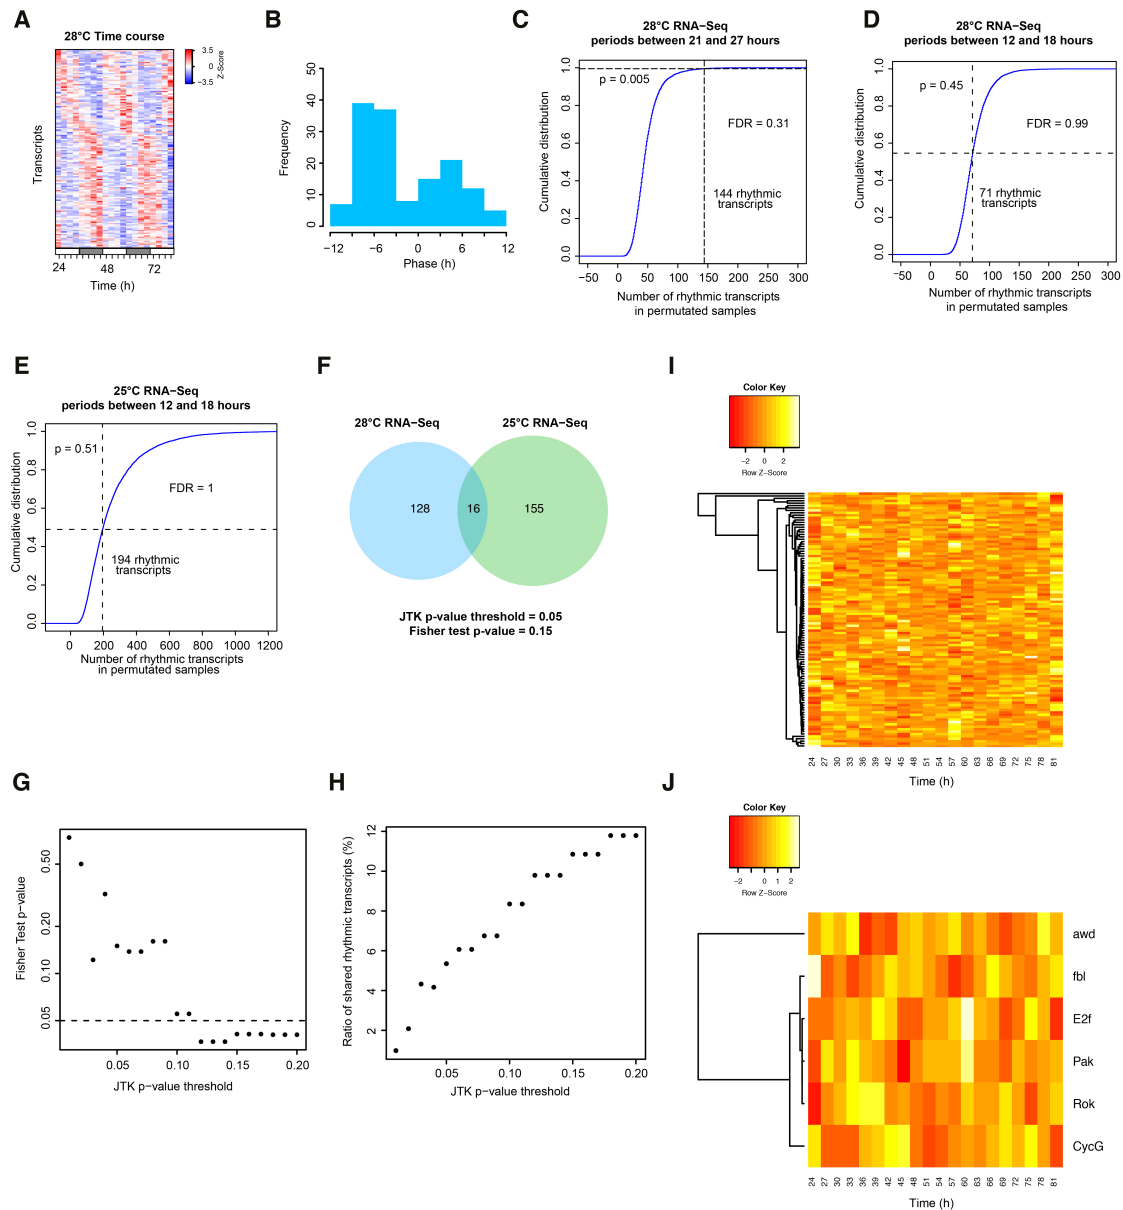 A
28°C Time course
3.5
0
−3.5
Z-Score
Transcripts
24
48
72
Time (h)
B
50
40
30
20
10
0
Frequency
−12
−6
0
6
12
Phase (h)
C
28°C RNA−Seq
periods between 21 and 27 hours
p = 0.005
FDR = 0.31
144 rhythmic
transcripts
Cumulative distribution
1.0
0.8
0.6
0.4
0.2
0.0
−50
0
50
100
150
200
250
300
Number of rhythmic transcripts
in permutated samples
D
28°C RNA−Seq
periods between 12 and 18 hours
p = 0.45
FDR = 0.99
71 rhythmic
transcripts
Cumulative distribution
1.0
0.8
0.6
0.4
0.2
0.0
−50
0
50
100
150
200
250
300
Number of rhythmic transcripts
in permutated samples
E
25°C RNA−Seq
periods between 12 and 18 hours
p = 0.51
FDR = 1
194 rhythmic
transcripts
Cumulative distribution
1.0
0.8
0.6
0.4
0.2
0.0
0
200
400
600
800
1000
1200
Number of rhythmic transcripts
in permutated samples
F
28°C RNA−Seq
25°C RNA−Seq
128
16
155
JTK p-value threshold = 0.05
Fisher test p-value = 0.15
I
Color Key
−2
0
2
Row Z−Score
24 27 30 33 36 39 42 45 48 51 54 57 60 63 66 69 72 75 78 81
Time (h)
G
Fisher Test p−value
0.50
0.20
0.10
0.05
0.05
0.10
0.15
0.20
JTK p−value threshold
H
Ratio of shared rhythmic transcripts (%)
12
10
8
6
4
2
0.05
0.10
0.15
0.20
JTK p−value threshold
J
Color Key
−2
0
1
2
Row Z−Score
awd
fbl
E2f
Pak
Rok
CycG
24 27 30 33 36 39 42 45 48 51 54 57 60 63 66 69 72 75 78 81
Time (h)